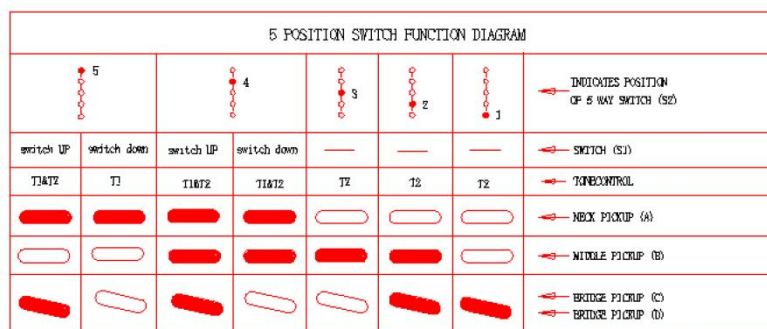 5 POSITION SWITCH FUNCTION DIAGRAM
5
4
3
2
1
INDICATES POSITION
OF 5 WAY SWITCH (S2)
switch UP
switch down
switch UP
switch down
SWITCH (S1)
T1&T2
T1
T1&T2
T1&T2
T2
T2
T2
TONECONTROL
NECK PICKUP (A)
MIDDLE PICKUP (B)
BRIDGE PICKUP (C)
BRIDGE PICKUP (D)